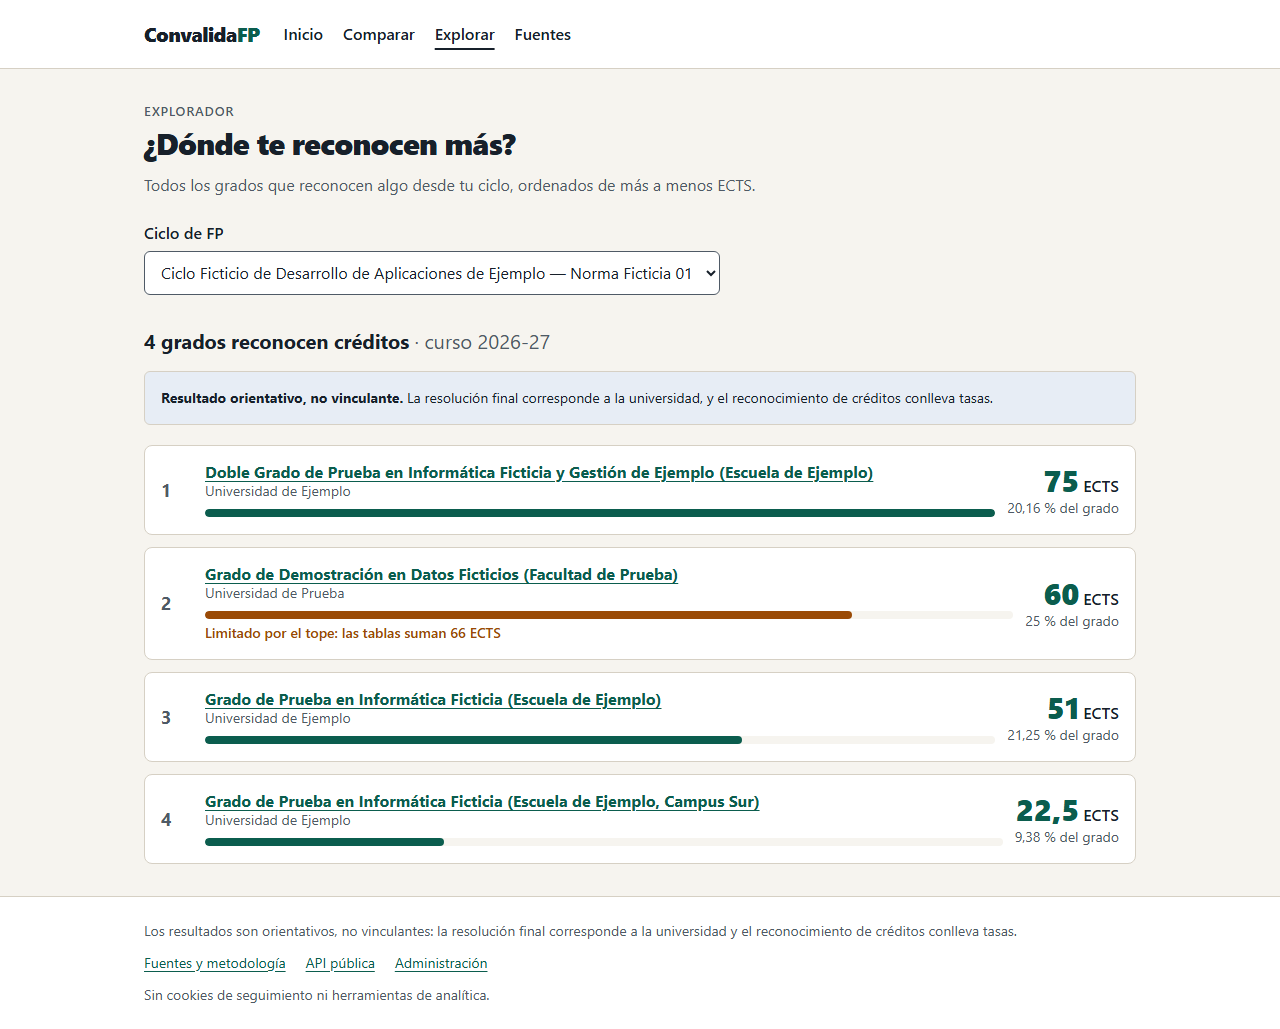 ConvalidaFP Inicio Comparar Explorar Fuentes
EXPLORADOR
¿Dónde te reconocen más?
Todos los grados que reconocen algo desde tu ciclo, ordenados de más a menos ECTS.
Ciclo de FP
Ciclo Ficticio de Desarrollo de Aplicaciones de Ejemplo — Norma Ficticia 01
4 grados reconocen créditos · curso 2026-27
Resultado orientativo, no vinculante. La resolución final corresponde a la universidad, y el reconocimiento de créditos conlleva tasas.
1
Doble Grado de Prueba en Informática Ficticia y Gestión de Ejemplo (Escuela de Ejemplo)
Universidad de Ejemplo
75 ECTS
20,16 % del grado
2
Grado de Demostración en Datos Ficticios (Facultad de Prueba)
Universidad de Prueba
Limitado por el tope: las tablas suman 66 ECTS
60 ECTS
25 % del grado
3
Grado de Prueba en Informática Ficticia (Escuela de Ejemplo)
Universidad de Ejemplo
51 ECTS
21,25 % del grado
4
Grado de Prueba en Informática Ficticia (Escuela de Ejemplo, Campus Sur)
Universidad de Ejemplo
22,5 ECTS
9,38 % del grado
Los resultados son orientativos, no vinculantes: la resolución final corresponde a la universidad y el reconocimiento de créditos conlleva tasas.
Fuentes y metodología API pública Administración
Sin cookies de seguimiento ni herramientas de analítica.